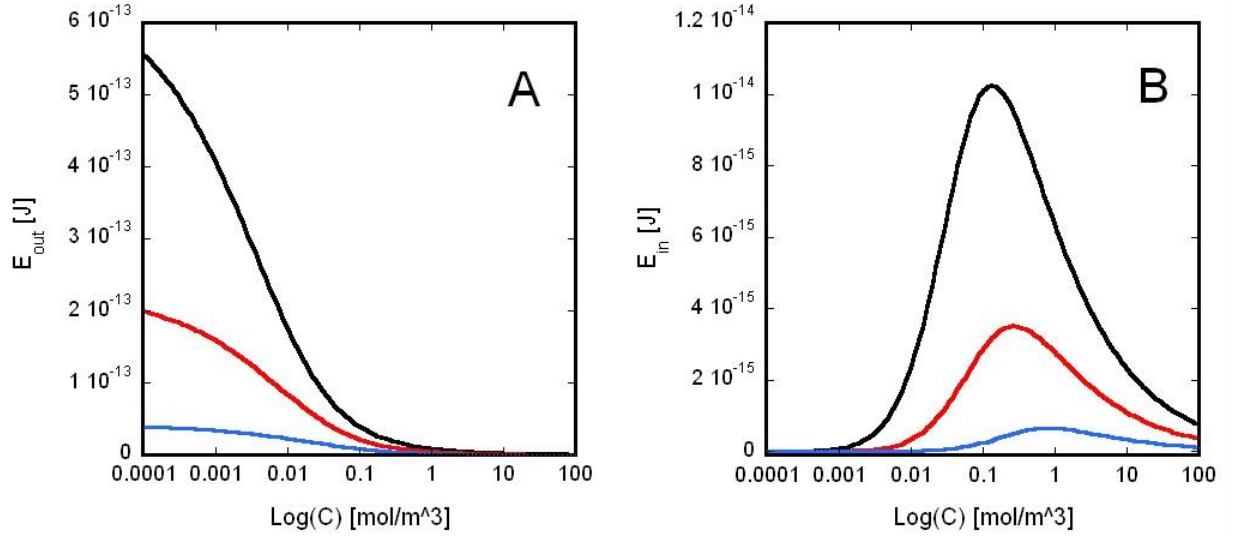 A
E_out [J]
6 10^-13
5 10^-13
4 10^-13
3 10^-13
2 10^-13
1 10^-13
0
0.0001 0.001 0.01 0.1 1 10 100
Log(C) [mol/m^3]
B
E_in [J]
1.2 10^-14
1 10^-14
8 10^-15
6 10^-15
4 10^-15
2 10^-15
0
0.0001 0.001 0.01 0.1 1 10 100
Log(C) [mol/m^3]